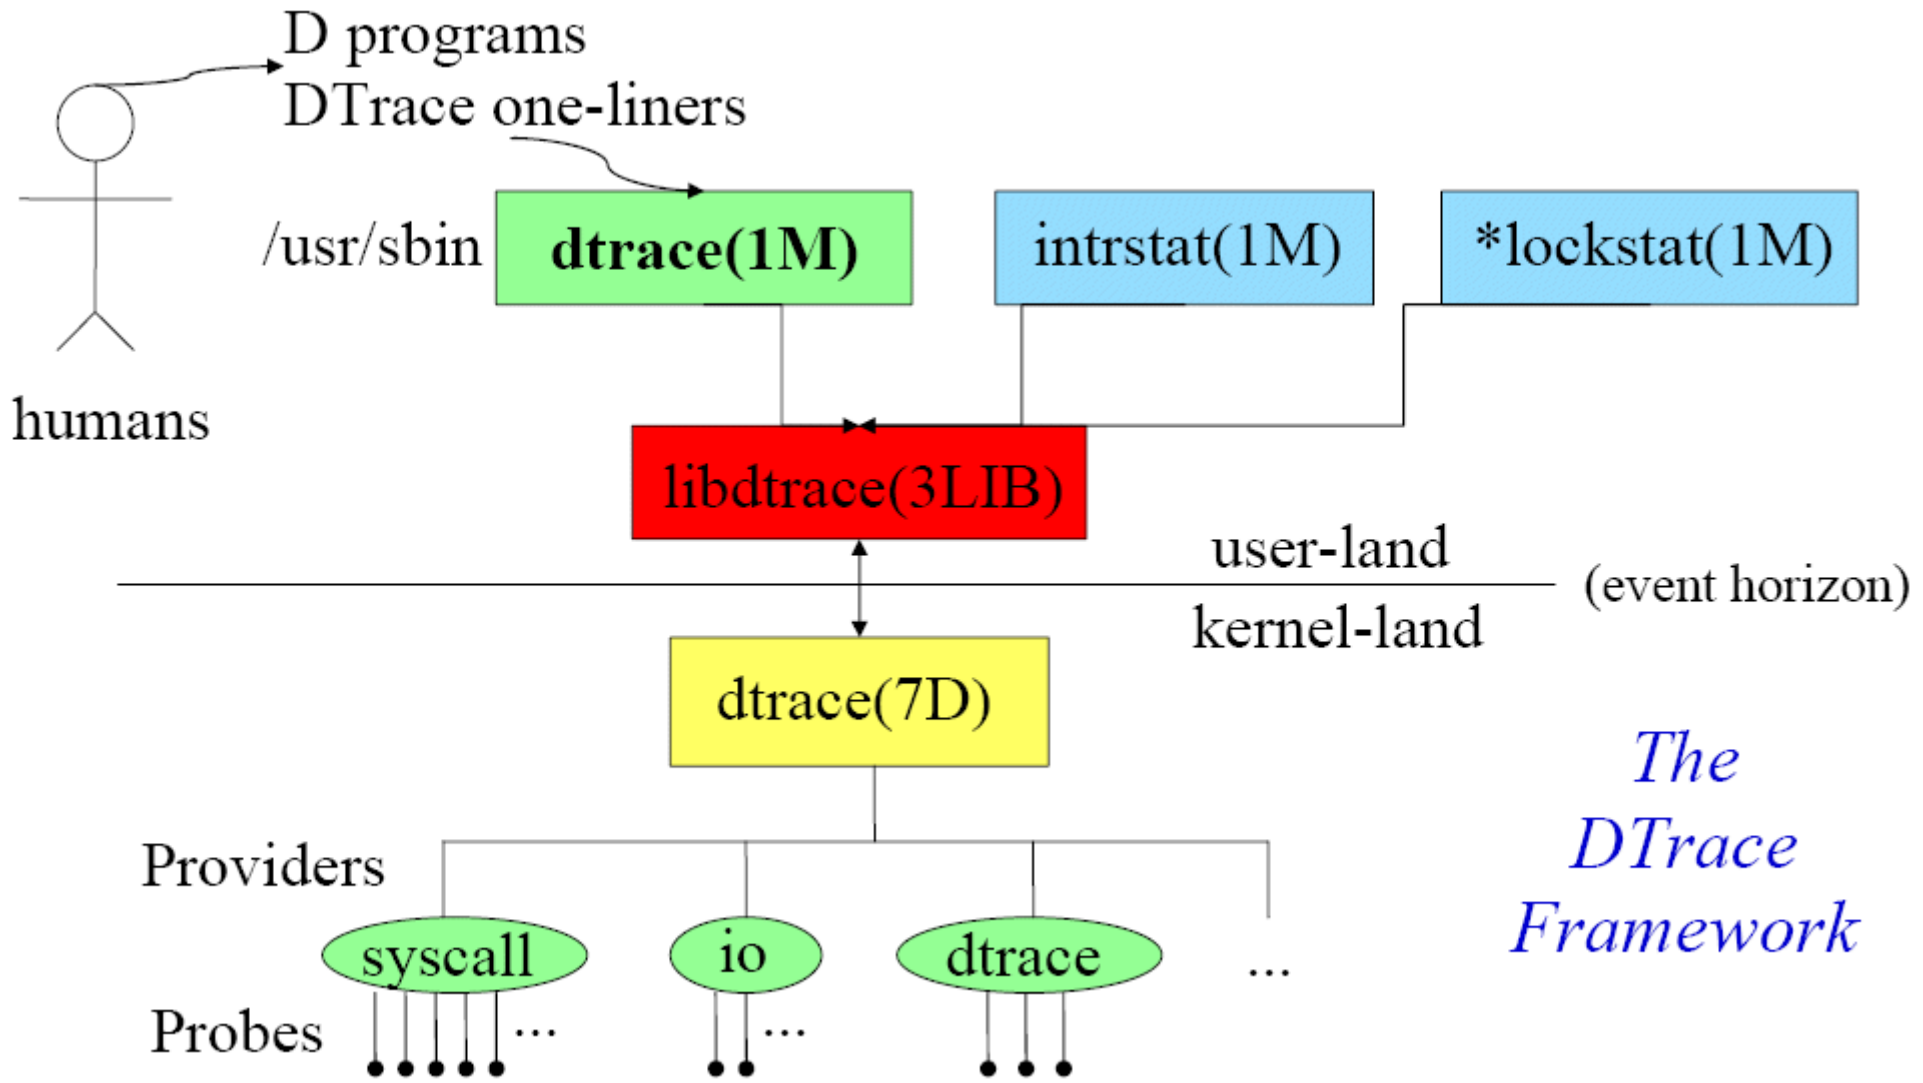 D programs
DTrace one-liners
/usr/sbin
dtrace(1M)
intrstat(1M)
*lockstat(1M)
humans
libdtrace(3LIB)
user-land
(event horizon)
kernel-land
dtrace(7D)
The
DTrace
Framework
Providers
syscall
io
dtrace
...
Probes
...
...